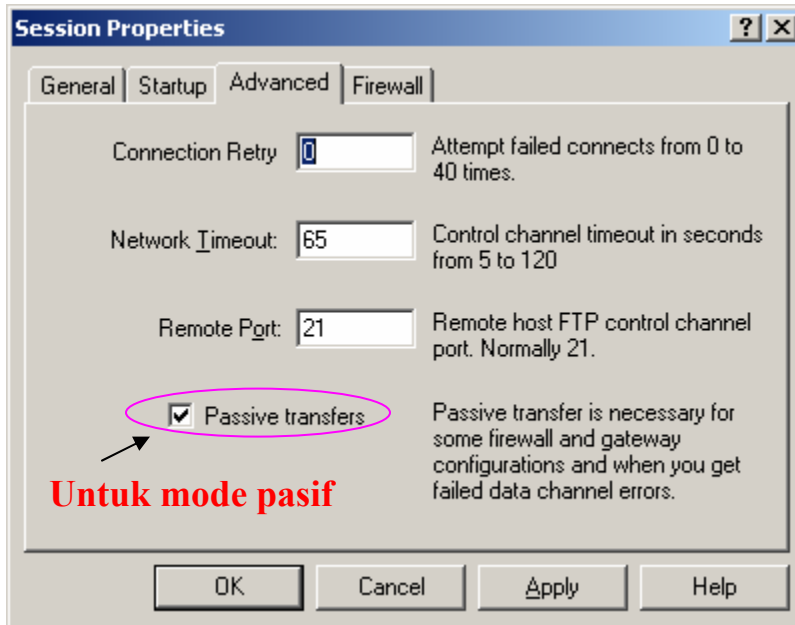 Session Properties
General Startup Advanced Firewall
Connection Retry 0 Attempt failed connects from 0 to
40 times.
Network Timeout: 65 Control channel timeout in seconds
from 5 to 120
Remote Port: 21 Remote host FTP control channel
port. Normally 21.
Passive transfers Passive transfer is necessary for
some firewall and gateway
configurations and when you get
failed data channel errors.
Untuk mode pasif
OK Cancel Apply Help